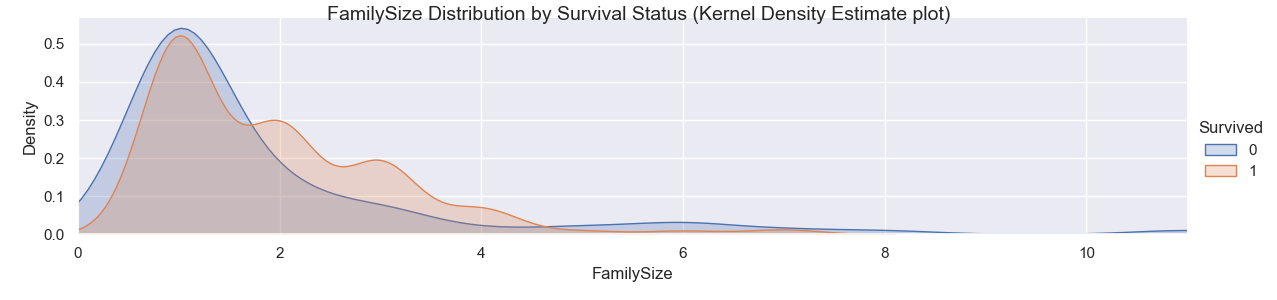 FamilySize Distribution by Survival Status (Kernel Density Estimate plot)
Density
0.5
0.4
0.3
0.2
0.1
0.0
0 2 4 6 8 10
FamilySize
Survived
0
1